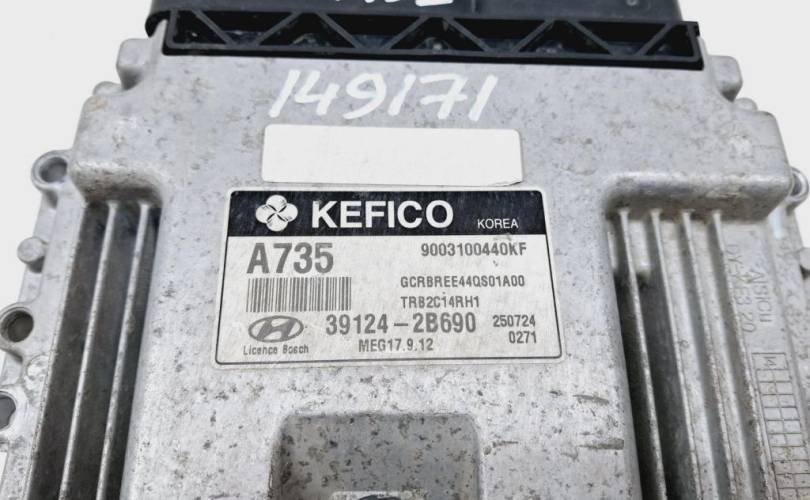 149171
KEFICO KOREA
A735 9003100440KF
GCRBREE44QS01A00
TRB2C14RH1
39124-2B690 250724
Licence Bosch MEG17.9.12 0271